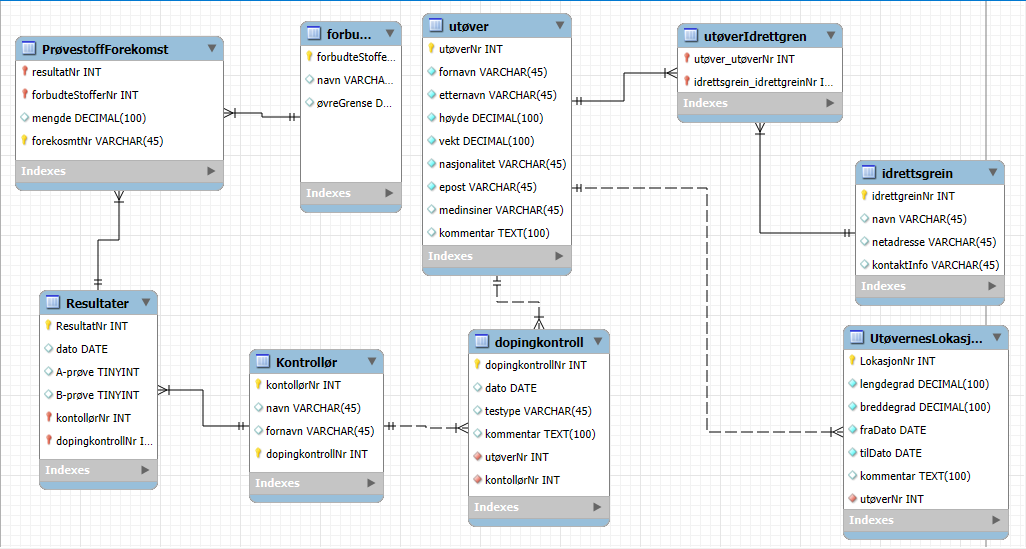 PrøvestoffForekomst
resultatNr INT
forbudteStofferNr INT
mengde DECIMAL(100)
forekosmtNr VARCHAR(45)
Indexes
forbu...
forbudteStoffe...
navn VARCHA...
øvreGrense D...
Indexes
utøver
utøverNr INT
fornavn VARCHAR(45)
etternavn VARCHAR(45)
høyde DECIMAL(100)
vekt DECIMAL(100)
nasjonalitet VARCHAR(45)
epost VARCHAR(45)
medinsiner VARCHAR(45)
kommentar TEXT(100)
Indexes
utøverIdrettgren
utøver_utøverNr INT
idrettsgrein_idrettgreinNr I...
Indexes
idrettsgrein
idrettgreinNr INT
navn VARCHAR(45)
netadresse VARCHAR(45)
kontaktInfo VARCHAR(45)
Indexes
Resultater
ResultatNr INT
dato DATE
A-prøve TINYINT
B-prøve TINYINT
kontollørNr INT
dopingkontrollNr I...
Indexes
Kontrollør
kontollørNr INT
navn VARCHAR(45)
fornavn VARCHAR(45)
dopingkontrollNr INT
Indexes
dopingkontroll
dopingkontrollNr INT
dato DATE
testype VARCHAR(45)
kommentar TEXT(100)
utøverNr INT
kontollørNr INT
Indexes
UtøvernesLokasj...
LokasjonNr INT
lengdegrad DECIMAL(100)
breddegrad DECIMAL(100)
fraDato DATE
tilDato DATE
kommentar TEXT(100)
utøverNr INT
Indexes